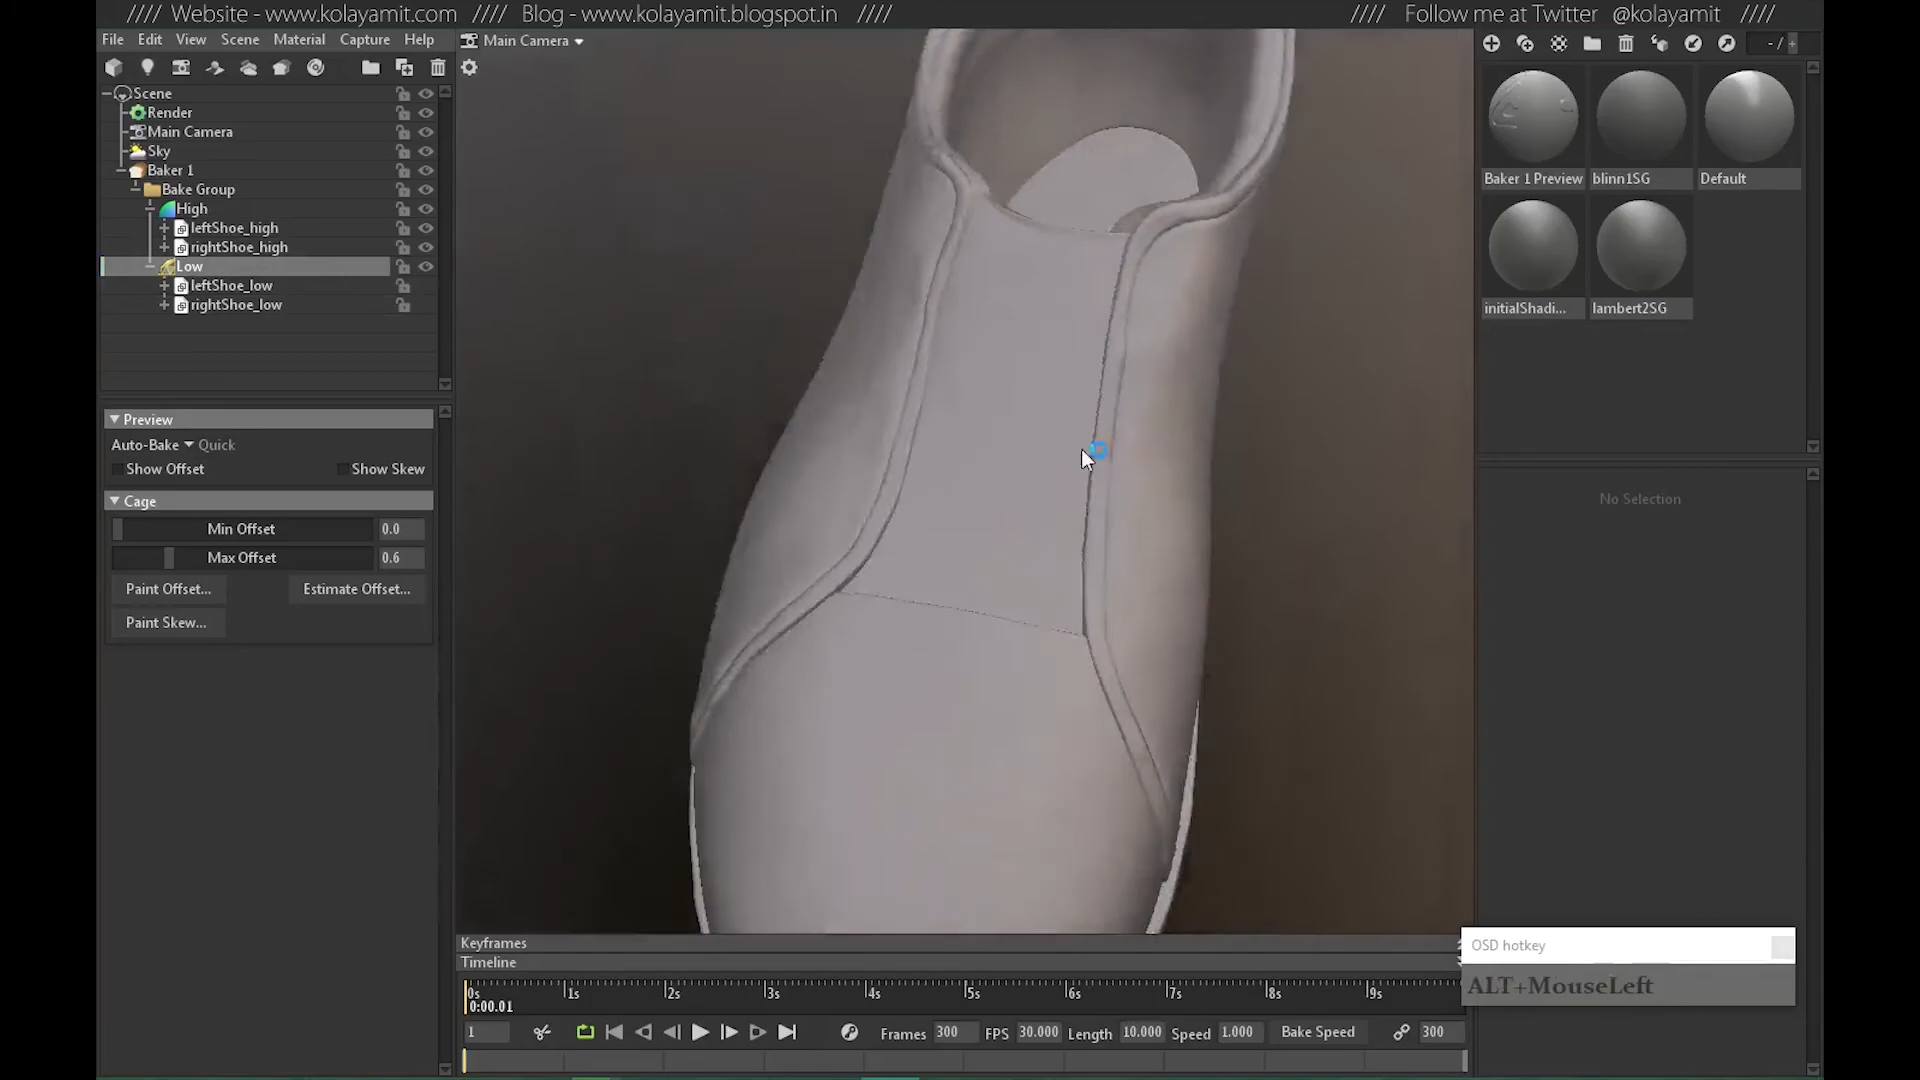 //// Website - www.kolayamit.com //// Blog - www.kolayamit.blogspot.in ////
//// Follow me at Twitter @kolayamit ////
File Edit View Scene Material Capture Help
Main Camera
- / +
Scene
Render
Main Camera
Sky
Baker 1
Bake Group
High
leftShoe_high
rightShoe_high
Low
leftShoe_low
rightShoe_low
Baker 1 Preview
blinn1SG
Default
initialShadi...
lambert2SG
Preview
Auto-Bake Quick
Show Offset
Show Skew
Cage
Min Offset 0.0
Max Offset 0.6
Paint Offset...
Estimate Offset...
Paint Skew...
No Selection
Keyframes
Timeline
0s 1s 2s 3s 4s 5s 6s 7s 8s 9s
0:00.01
1
Frames 300 FPS 30.000 Length 10.000 Speed 1.000 Bake Speed 300
OSD hotkey
ALT+MouseLeft